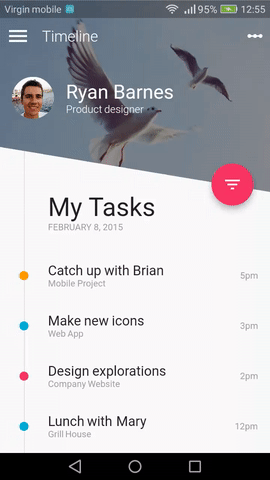 Virgin mobile 95% 12:55
Timeline
Ryan Barnes
Product designer
My Tasks
FEBRUARY 8, 2015
Catch up with Brian 5pm
Mobile Project
Make new icons 3pm
Web App
Design explorations 2pm
Company Website
Lunch with Mary 12pm
Grill House